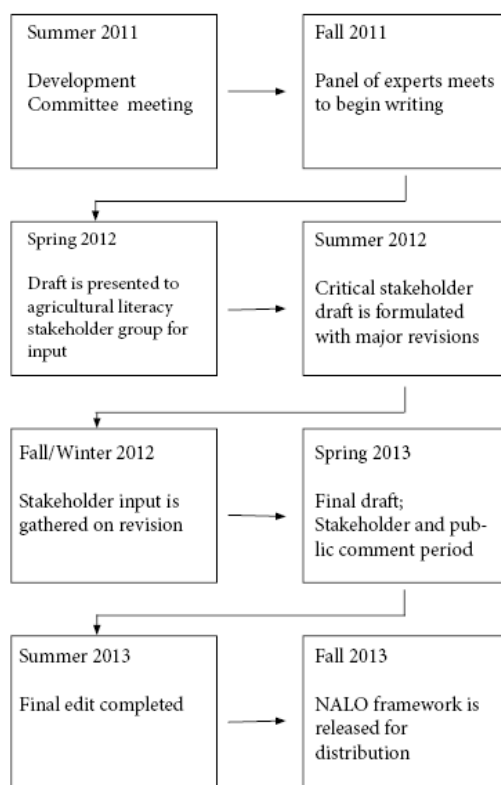 Summer 2011
Development
Committee meeting
Fall 2011
Panel of experts meets
to begin writing
Spring 2012
Draft is presented to
agricultural literacy
stakeholder group for
input
Summer 2012
Critical stakeholder
draft is formulated
with major revisions
Fall/Winter 2012
Stakeholder input is
gathered on revision
Spring 2013
Final draft;
Stakeholder and pub-
lic comment period
Summer 2013
Final edit completed
Fall 2013
NALO framework is
released for
distribution